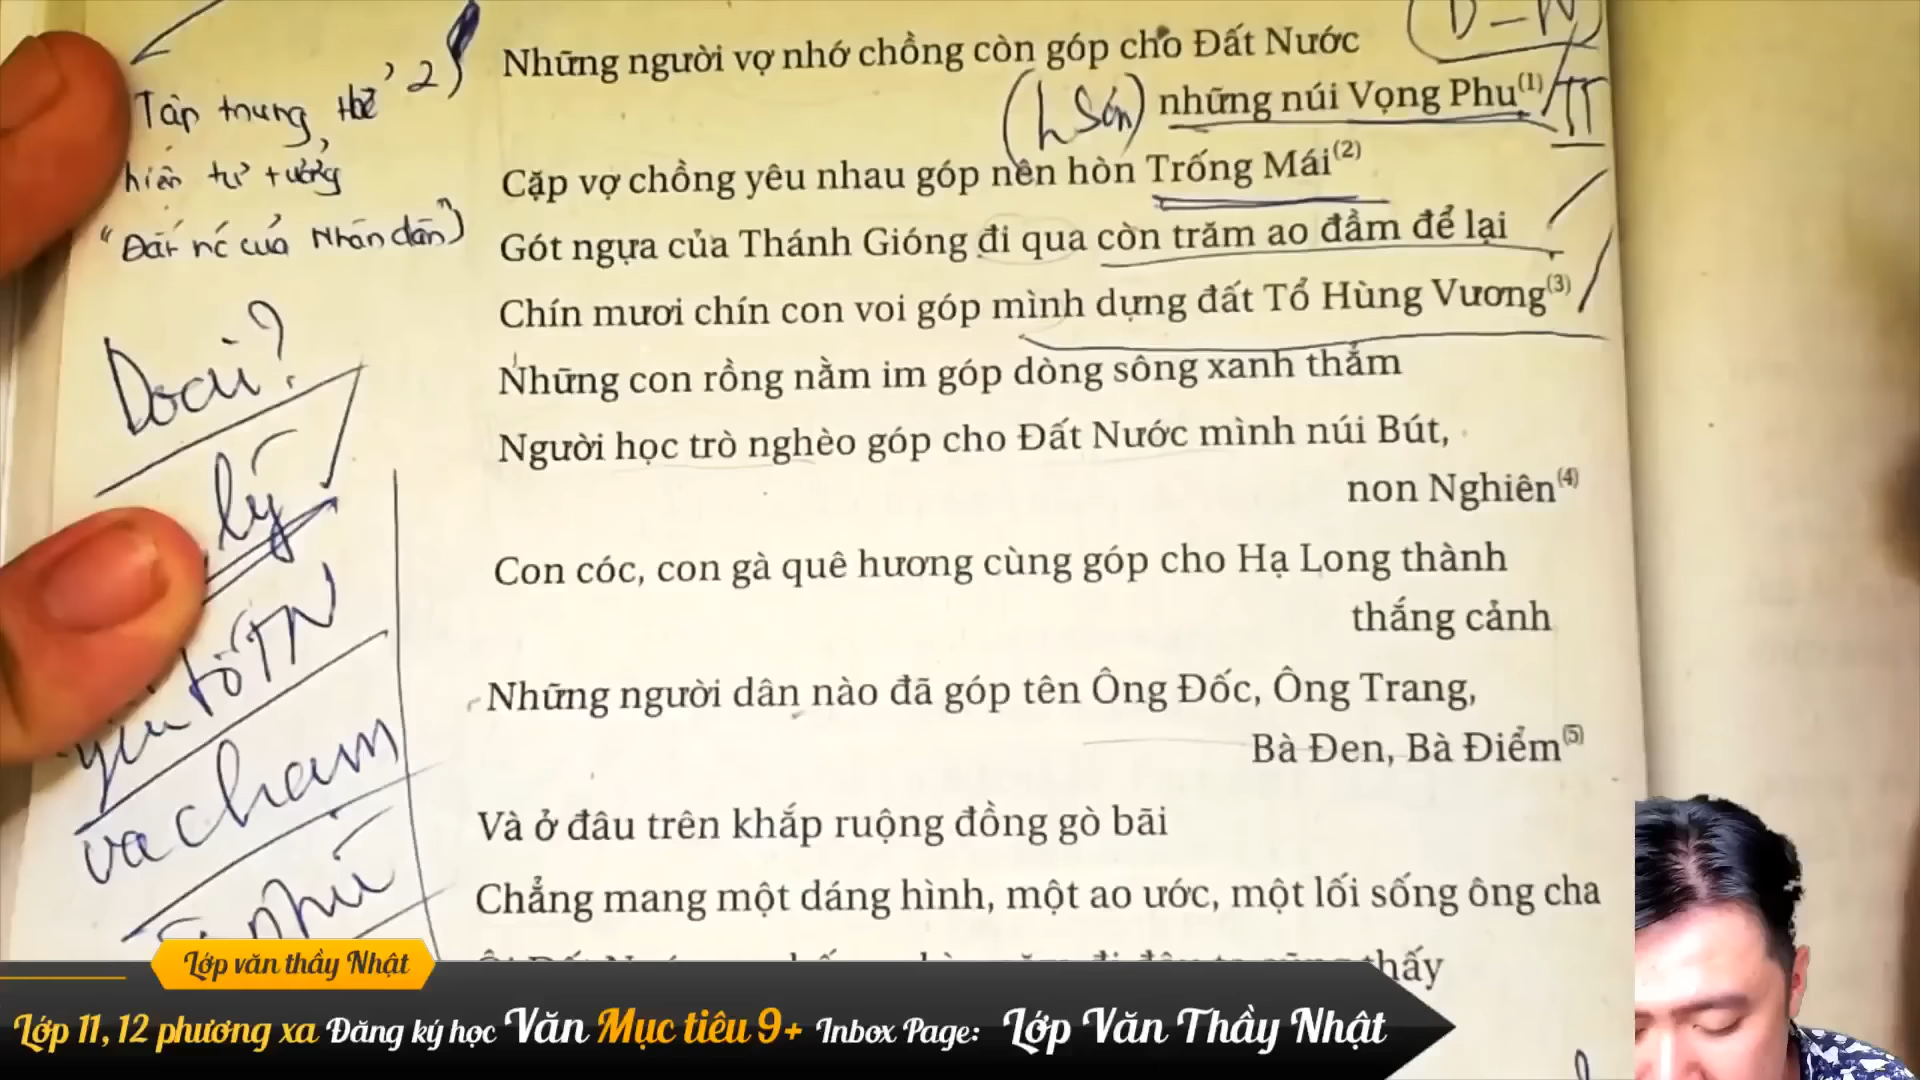 Đ-N
Những người vợ nhớ chồng còn góp cho Đất Nước
những núi Vọng Phu(1)
TT
Cặp vợ chồng yêu nhau góp nên hòn Trống Mái(2)
Gót ngựa của Thánh Gióng đi qua còn trăm ao đầm để lại
Chín mươi chín con voi góp mình dựng đất Tổ Hùng Vương(3)
Những con rồng nằm im góp dòng sông xanh thẳm
Người học trò nghèo góp cho Đất Nước mình núi Bút,
non Nghiên(4)
Con cóc, con gà quê hương cùng góp cho Hạ Long thành
thắng cảnh
Những người dân nào đã góp tên Ông Đốc, Ông Trang,
Bà Đen, Bà Điểm(5)
Và ở đâu trên khắp ruộng đồng gò bãi
Chẳng mang một dáng hình, một ao ước, một lối sống ông cha
thấy
2)
Tập trung thể
hiện tư tưởng
"Đất nc của Nhân dân"
lý
Lớp văn thầy Nhật
Lớp 11, 12 phương xa Đăng ký học Văn Mục tiêu 9+ Inbox Page: Lớp Văn Thầy Nhật